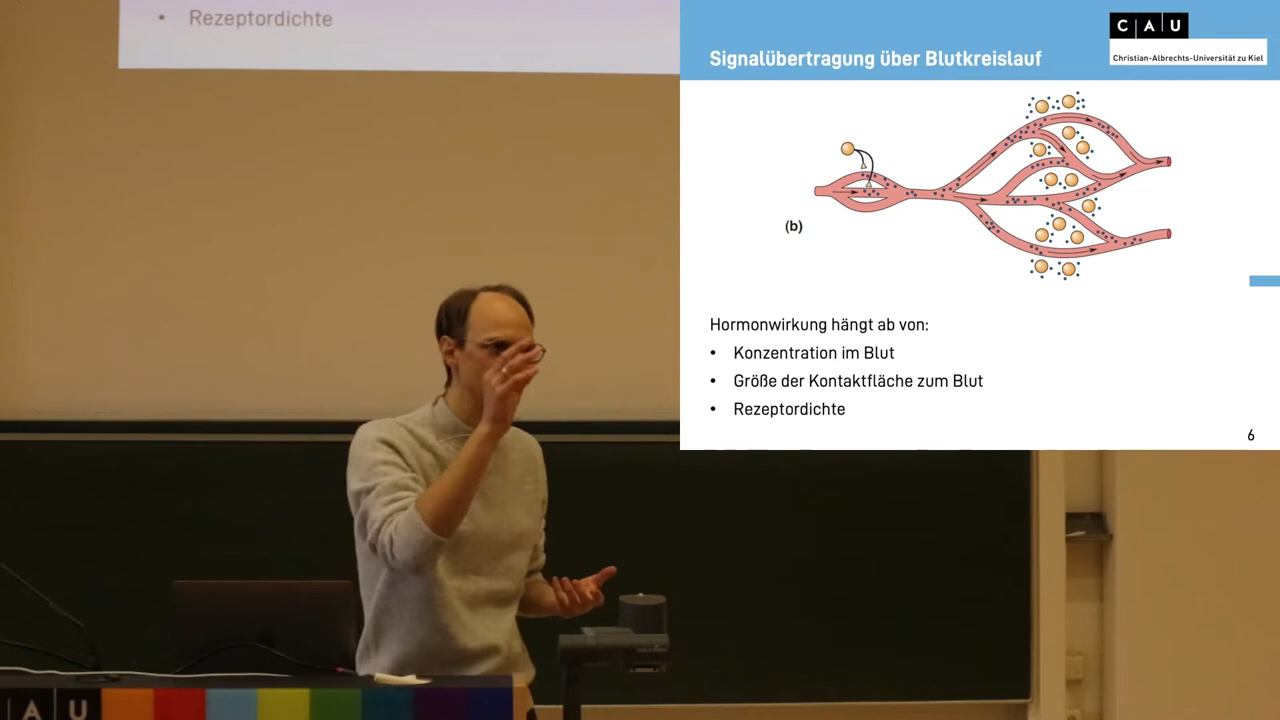 • Rezeptordichte
Signalübertragung über Blutkreislauf
C A U
Christian-Albrechts-Universität zu Kiel
(b)
Hormonwirkung hängt ab von:
• Konzentration im Blut
• Größe der Kontaktfläche zum Blut
• Rezeptordichte
6
A U